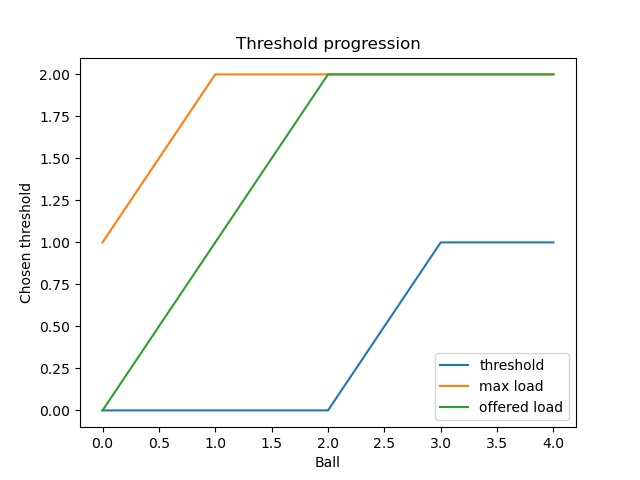 Threshold progression
2.00
1.75
1.50
1.25
1.00
0.75
0.50
0.25
0.00
Chosen threshold
0.0 0.5 1.0 1.5 2.0 2.5 3.0 3.5 4.0
Ball
threshold
max load
offered load